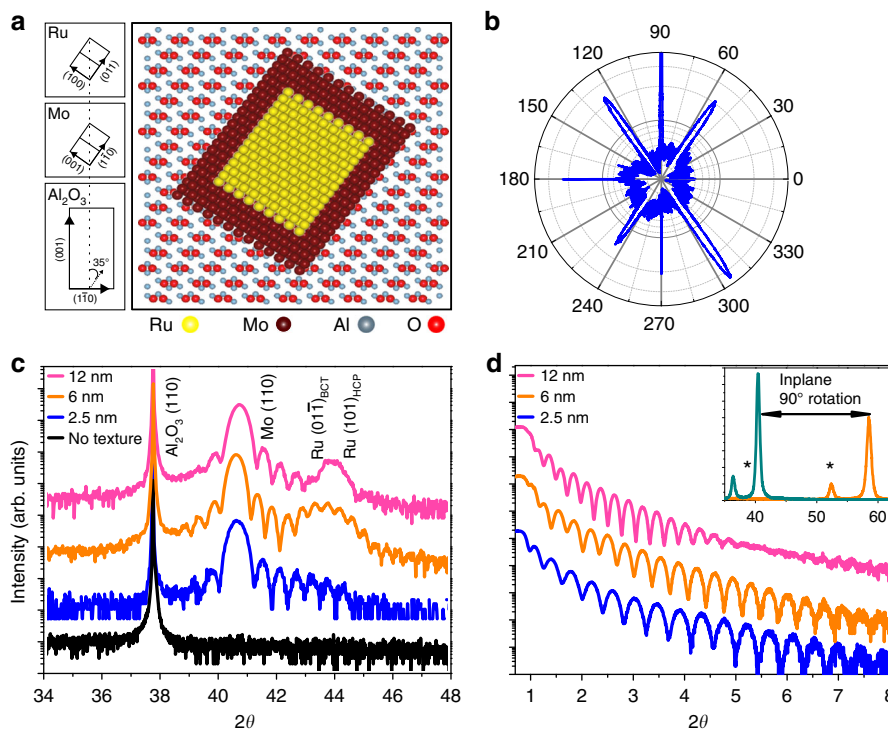 a
Ru
(100)
(011)
Mo
(001)
(11̅0)
Al2O3
(001)
35°
(11̅0)
Ru
Mo
Al
O
b
90
60
30
0
330
300
270
240
210
180
150
120
c
12 nm
6 nm
2.5 nm
No texture
Al2O3 (110)
Mo (110)
Ru (011̅)BCT
Ru (101)HCP
Intensity (arb. units)
34
36
38
40
42
44
46
48
2θ
d
12 nm
6 nm
2.5 nm
Inplane
90° rotation
*
*
40
50
60
1
2
3
4
5
6
7
8
2θ